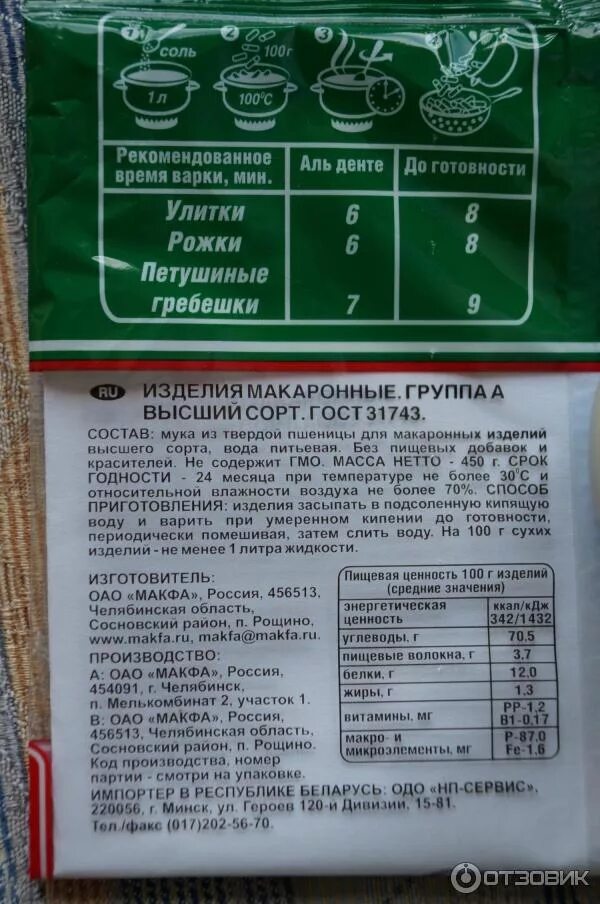 1 2 3 4
соль
100г
1 л
100°C
Рекомендованное время варки, мин. Аль денте До готовности
Улитки 6 8
Рожки 6 8
Петушиные
гребешки 7 9
RU ИЗДЕЛИЯ МАКАРОННЫЕ. ГРУППА А
ВЫСШИЙ СОРТ. ГОСТ 31743.
СОСТАВ: мука из твердой пшеницы для макаронных изделий
высшего сорта, вода питьевая. Без пищевых добавок и
красителей. Не содержит ГМО. МАССА НЕТТО - 450 г. СРОК
ГОДНОСТИ - 24 месяца при температуре не более 30°С и
относительной влажности воздуха не более 70%. СПОСОБ
ПРИГОТОВЛЕНИЯ: изделия засыпать в подсоленную кипящую
воду и варить при умеренном кипении до готовности,
периодически помешивая, затем слить воду. На 100 г сухих
изделий - не менее 1 литра жидкости.
ИЗГОТОВИТЕЛЬ:
ОАО «МАКФА», Россия, 456513,
Челябинская область,
Сосновский район, п. Рощино.
www.makfa.ru, makfa@makfa.ru.
ПРОИЗВОДСТВО:
А: ОАО «МАКФА», Россия,
454091, г. Челябинск,
п. Мелькомбинат 2, участок 1.
В: ОАО «МАКФА», Россия,
456513, Челябинская область,
Сосновский район, п. Рощино.
Код производства, номер
партии - смотри на упаковке.
Пищевая ценность 100 г изделий
(средние значения)
энергетическая ценность ккал/кДж 342/1432
углеводы, г 70,5
пищевые волокна, г 3.7
белки, г 12,0
жиры, г 1.3
витамины, мг РР-1,2 В1-0,17
макро- и микроэлементы, мг Р-87.0 Fe-1.6
ИМПОРТЕР В РЕСПУБЛИКЕ БЕЛАРУСЬ: ОДО «НП-СЕРВИС»,
220056, г. Минск, ул. Героев 120-й Дивизии, 15-81.
Тел./факс (017)202-56-70.
ОТЗОВИК